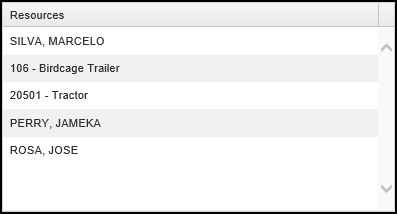 Resources
SILVA, MARCELO
106 - Birdcage Trailer
20501 - Tractor
PERRY, JAMEKA
ROSA, JOSE